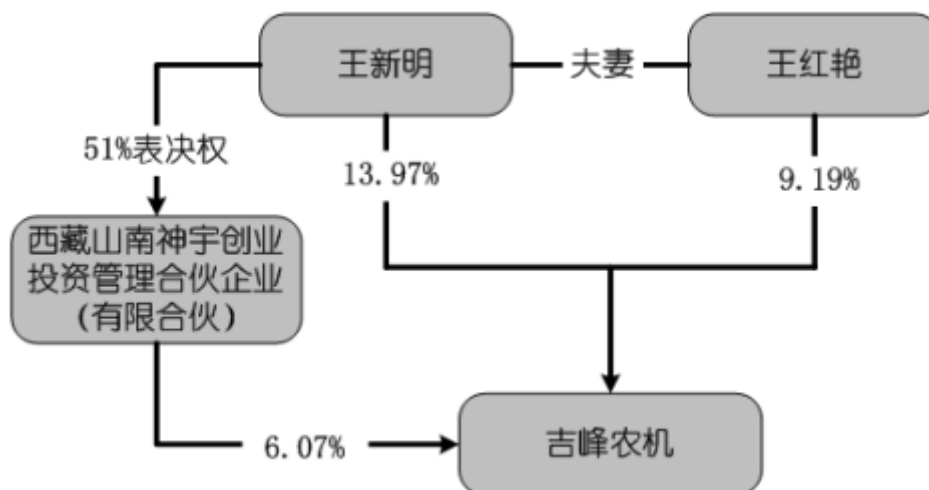 王新明
夫妻
王红艳
51%表决权
13.97%
9.19%
西藏山南神宇创业
投资管理合伙企业
(有限合伙)
6.07%
吉峰农机